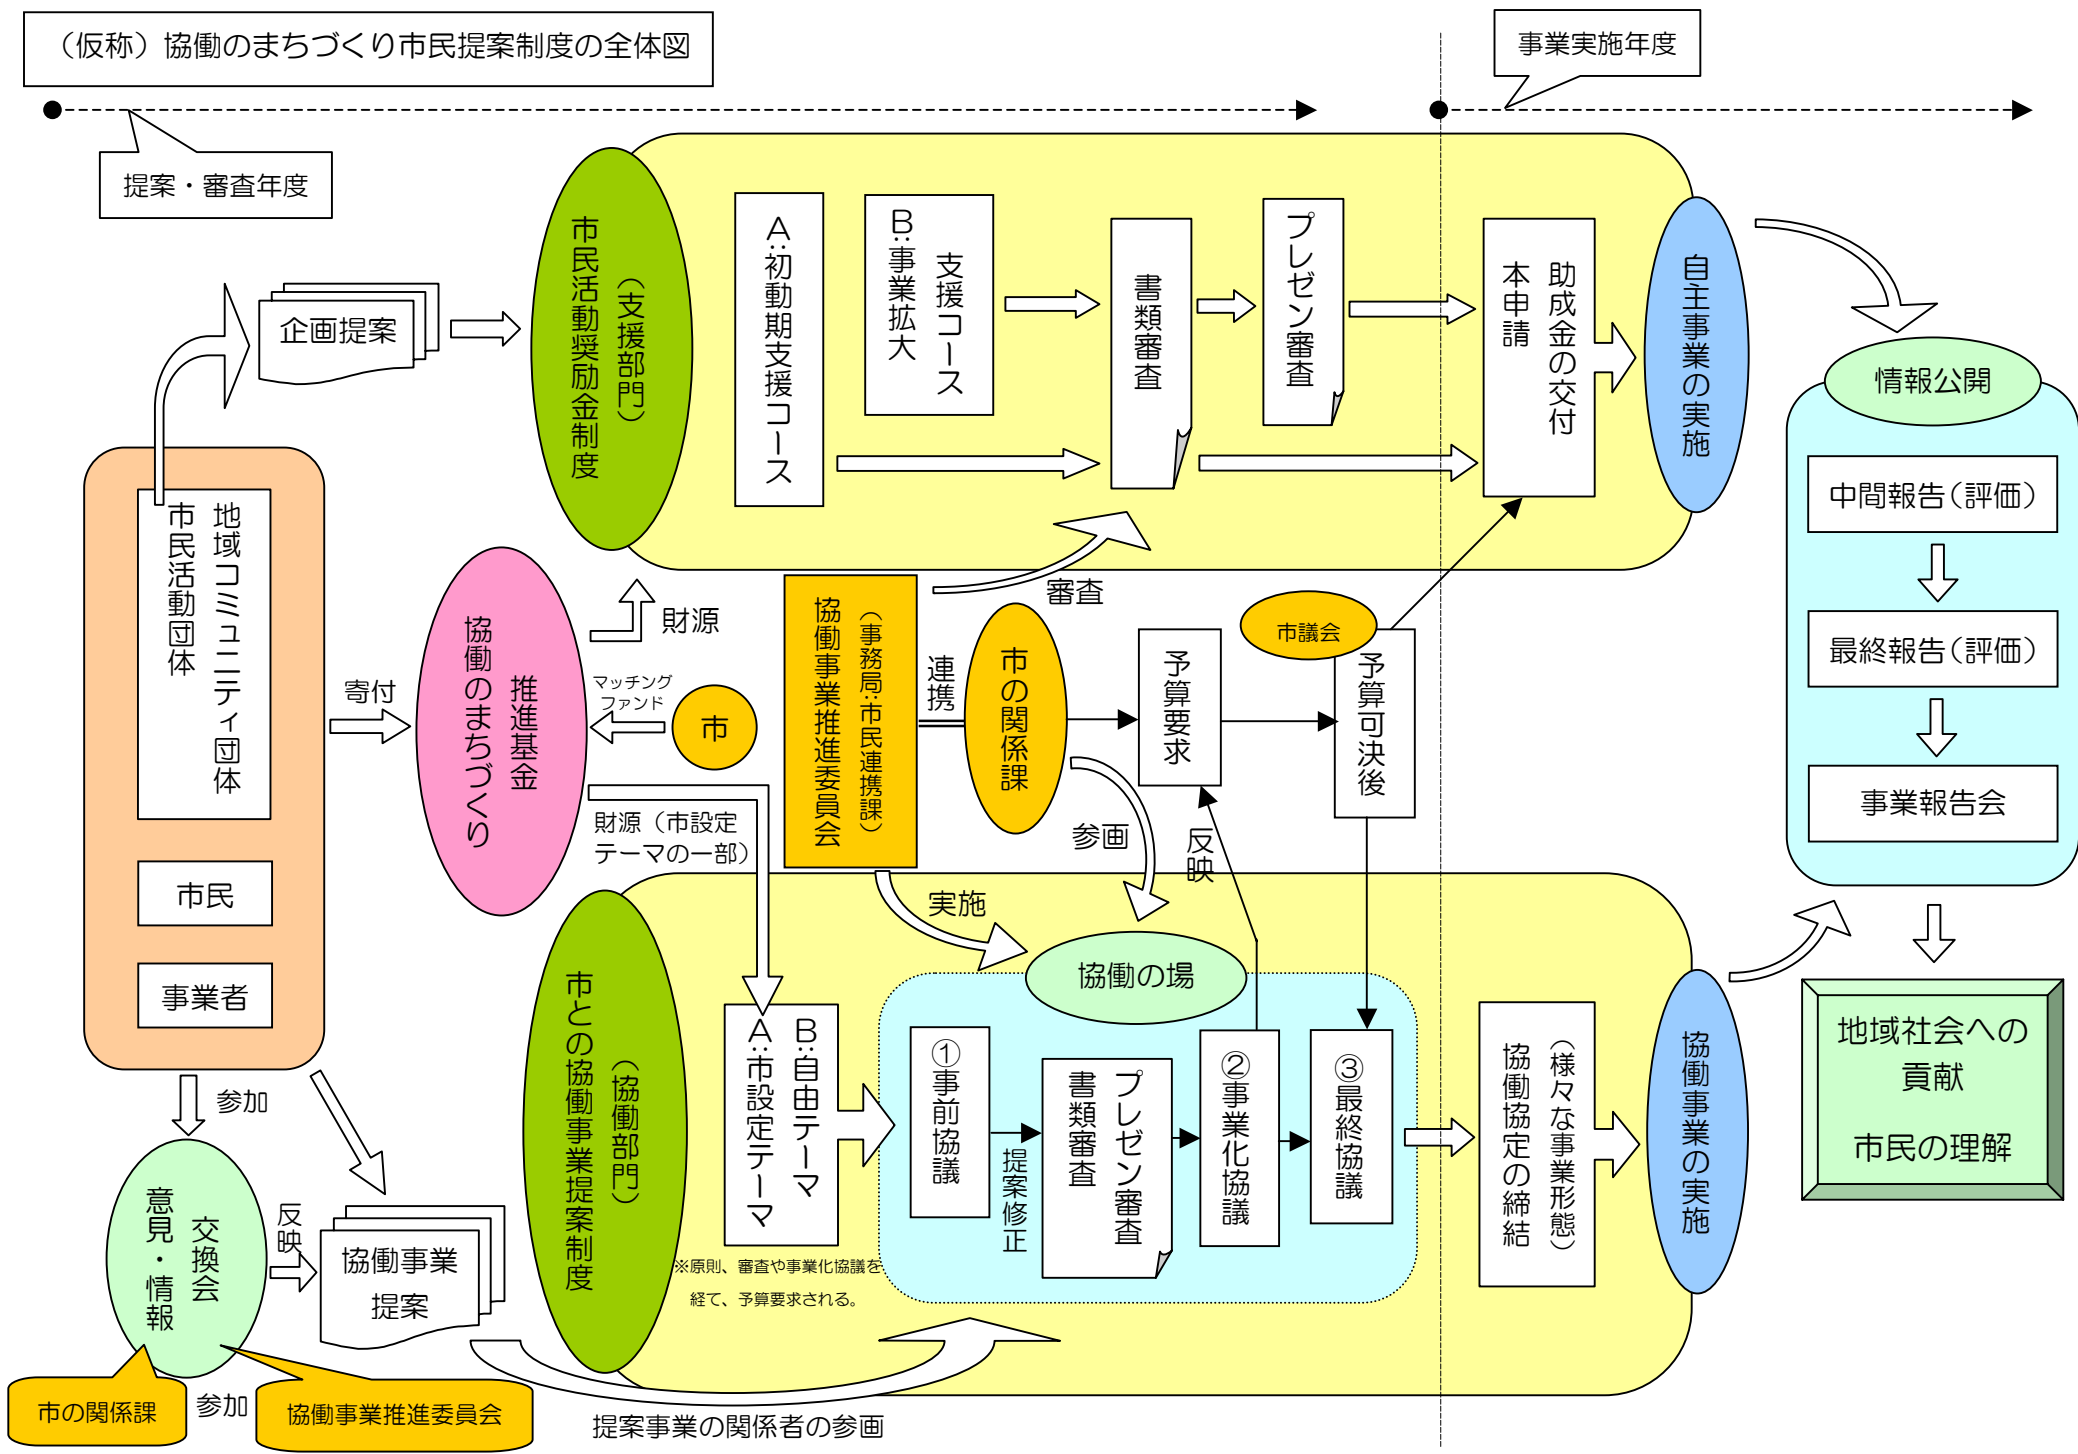 （仮称）協働のまちづくり市民提案制度の全体図
事業実施年度
提案・審査年度
企画提案
市民活動奨励金制度
（支援部門）
A：初動期支援コース
B：事業拡大
支援コース
書類審査
プレゼン審査
助成金の交付
本申請
自主事業の実施
情報公開
中間報告（評価）
最終報告（評価）
事業報告会
地域コミュニティ団体
市民活動団体
市民
事業者
寄付
協働のまちづくり
推進基金
財源
マッチング
ファンド
市
財源（市設定
テーマの一部）
（事務局：市民連携課）
協働事業推進委員会
審査
連携
市の関係課
予算要求
市議会
予算可決後
参画
反映
実施
協働の場
市との協働事業提案制度
（協働部門）
B：自由テーマ
A：市設定テーマ
※原則、審査や事業化協議を
経て、予算要求される。
①事前協議
提案修正
プレゼン審査
書類審査
②事業化協議
③最終協議
（様々な事業形態）
協働協定の締結
協働事業の実施
地域社会への
貢献
市民の理解
参加
意見・情報
交換会
反映
協働事業
提案
市の関係課
参加
協働事業推進委員会
提案事業の関係者の参画